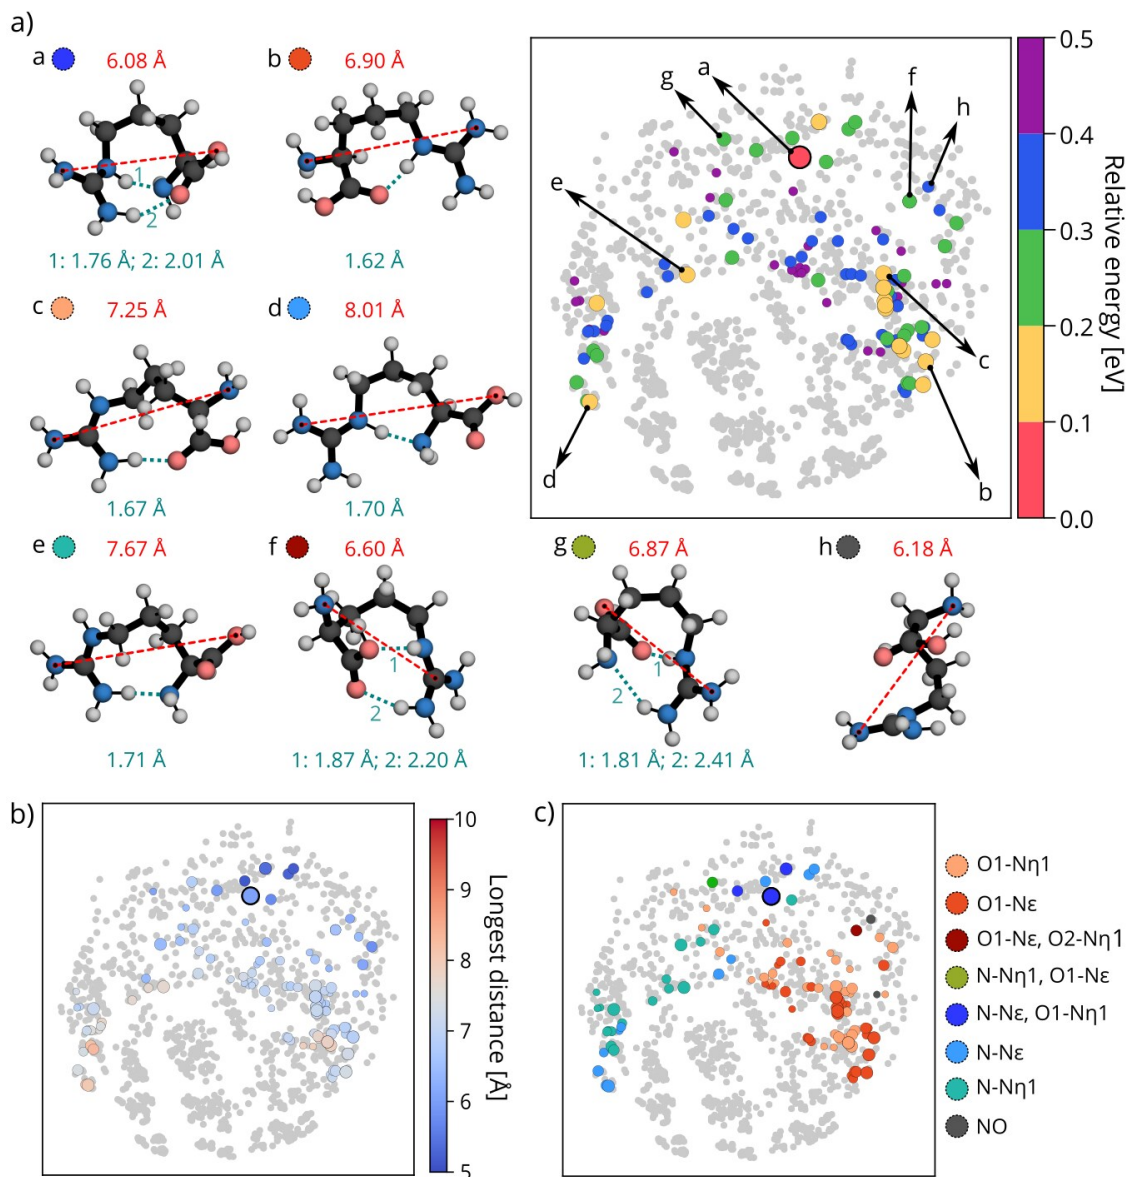 a)
a 6.08 Å
b 6.90 Å
1
2
1: 1.76 Å; 2: 2.01 Å
1.62 Å
c 7.25 Å
d 8.01 Å
1.67 Å
1.70 Å
e 7.67 Å
f 6.60 Å
1
2
1.71 Å
1: 1.87 Å; 2: 2.20 Å
g 6.87 Å
1
2
1: 1.81 Å; 2: 2.41 Å
h 6.18 Å
g
a
f
h
e
c
d
b
0.5
0.4
0.3
0.2
0.1
0.0
Relative energy [eV]
b)
10
9
8
7
6
5
Longest distance [Å]
c)
O1-Nη1
O1-Nε
O1-Nε, O2-Nη1
N-Nη1, O1-Nε
N-Nε, O1-Nη1
N-Nε
N-Nη1
NO